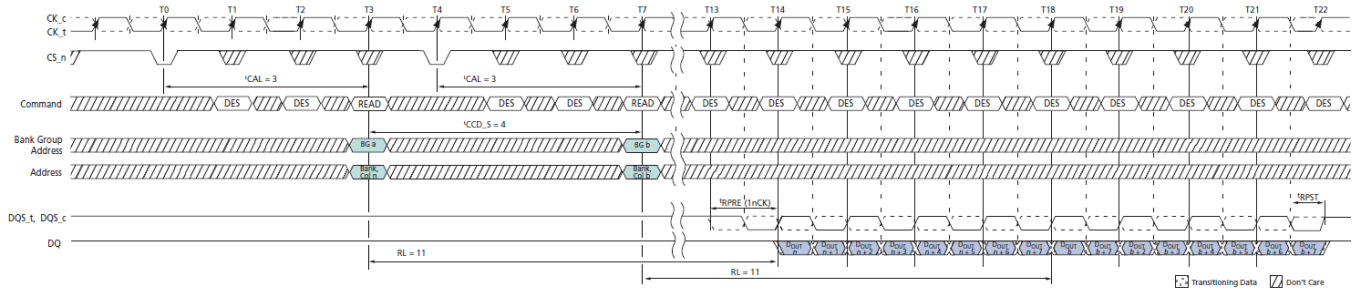 CK_c
CK_t
T0 T1 T2 T3 T4 T5 T6 T7 T13 T14 T15 T16 T17 T18 T19 T20 T21 T22
CS_n
tCAL = 3 tCAL = 3
Command DES DES READ DES DES READ DES DES DES DES DES DES DES DES DES DES
tCCD_S = 4
Bank Group
Address
BG a BG b
Address
Bank, Bank,
Col n Col b
tRPRE (1nCK) tRPST
DQS_t, DQS_c
DQ
DOUT DOUT DOUT DOUT DOUT DOUT DOUT DOUT DOUT DOUT DOUT DOUT DOUT DOUT DOUT DOUT
n n + 1 n + 2 n + 3 n + 4 n + 5 n + 6 n + 7 b b + 7 b + 2 b + 3 b + 4 b + 5 b + 6 b + 7
RL = 11
RL = 11
Transitioning Data Don't Care